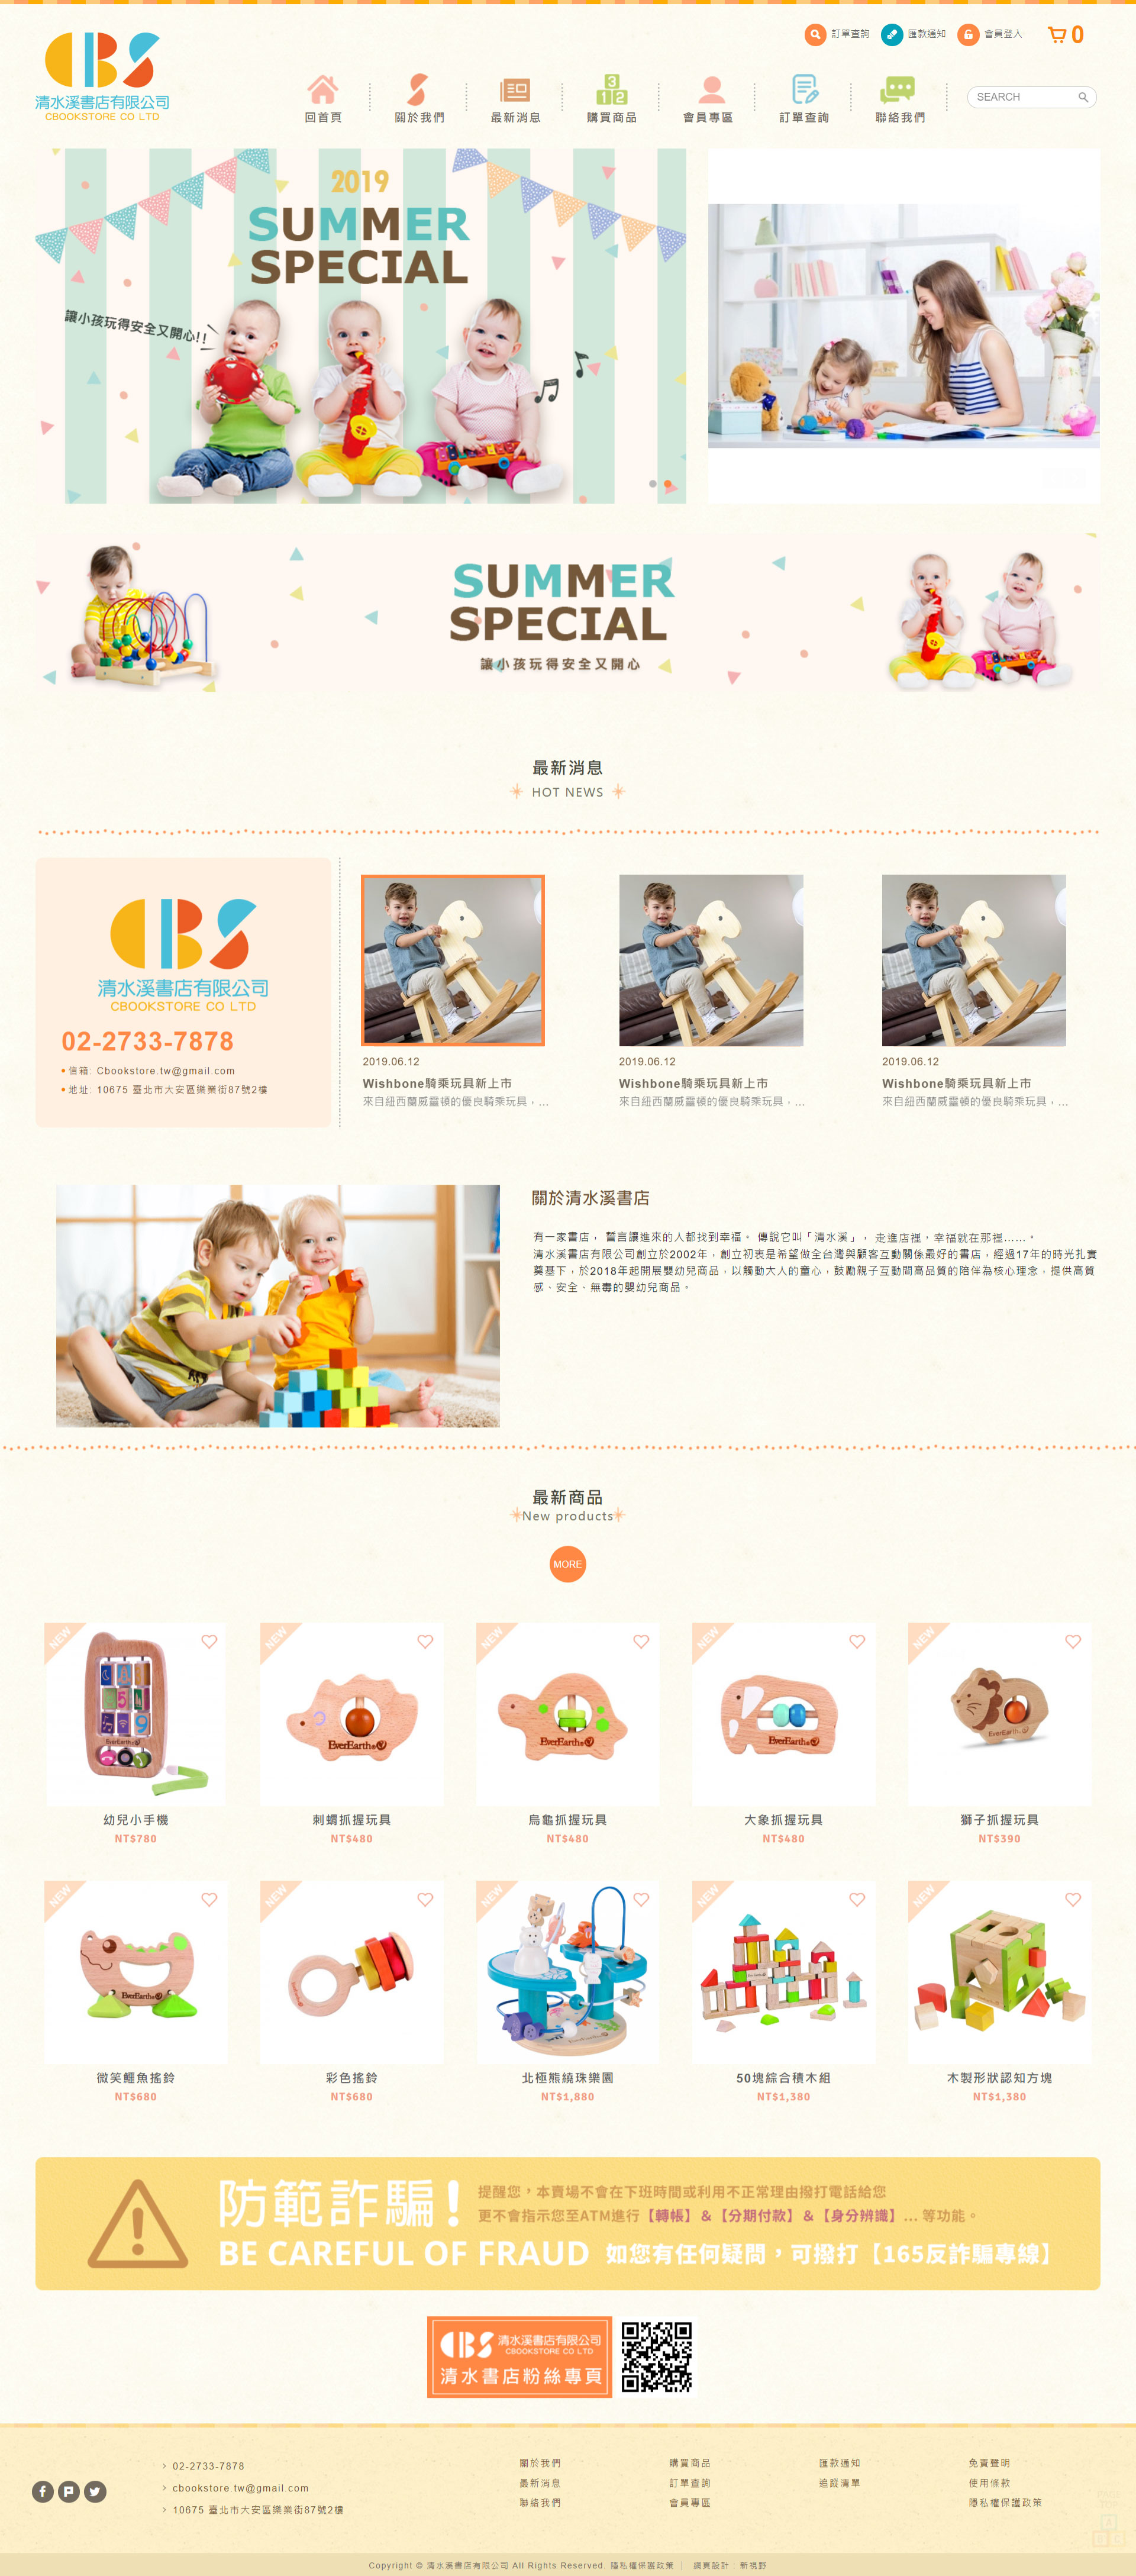 CBS
清水溪書店有限公司
CBOOKSTORE CO LTD
訂單查詢
匯款通知
會員登入
0
回首頁
關於我們
最新消息
購買商品
會員專區
訂單查詢
聯絡我們
SEARCH
2019
SUMMER
SPECIAL
讓小孩玩得安全又開心!!
SUMMER
SPECIAL
讓小孩玩得安全又開心
最新消息
HOT NEWS
CBS
清水溪書店有限公司
CBOOKSTORE CO LTD
02-2733-7878
信箱: Cbookstore.tw@gmail.com
地址: 10675 臺北市大安區樂業街87號2樓
2019.06.12
Wishbone騎乘玩具新上市
來自紐西蘭威靈頓的優良騎乘玩具，...
2019.06.12
Wishbone騎乘玩具新上市
來自紐西蘭威靈頓的優良騎乘玩具，...
2019.06.12
Wishbone騎乘玩具新上市
來自紐西蘭威靈頓的優良騎乘玩具，...
關於清水溪書店
有一家書店， 誓言讓進來的人都找到幸福。 傳說它叫「清水溪」， 走進店裡，幸福就在那裡……。
清水溪書店有限公司創立於2002年，創立初衷是希望做全台灣與顧客互動關係最好的書店，經過17年的時光扎實
奠基下，於2018年起開展嬰幼兒商品，以觸動大人的童心，鼓勵親子互動間高品質的陪伴為核心理念，提供高質
感、安全、無毒的嬰幼兒商品。
最新商品
New products
MORE
NEW
幼兒小手機
NT$780
NEW
EverEarth
刺蝟抓握玩具
NT$480
NEW
EverEarth
烏龜抓握玩具
NT$480
NEW
EverEarth
大象抓握玩具
NT$480
NEW
EverEarth
獅子抓握玩具
NT$390
NEW
EverEarth
微笑鱷魚搖鈴
NT$680
NEW
彩色搖鈴
NT$680
NEW
北極熊繞珠樂園
NT$1,880
NEW
50塊綜合積木組
NT$1,380
NEW
木製形狀認知方塊
NT$1,380
防範詐騙!
提醒您，本賣場不會在下班時間或利用不正常理由撥打電話給您
更不會指示您至ATM進行【轉帳】&【分期付款】&【身分辨識】... 等功能。
BE CAREFUL OF FRAUD 如您有任何疑問，可撥打【165反詐騙專線】
CBS 清水溪書店有限公司
CBOOKSTORE CO LTD
清水書店粉絲專頁
02-2733-7878
cbookstore.tw@gmail.com
10675 臺北市大安區樂業街87號2樓
關於我們
最新消息
聯絡我們
購買商品
訂單查詢
會員專區
匯款通知
追蹤清單
免責聲明
使用條款
隱私權保護政策
Copyright © 清水溪書店有限公司 All Rights Reserved. 隱私權保護政策 | 網頁設計 : 新視野